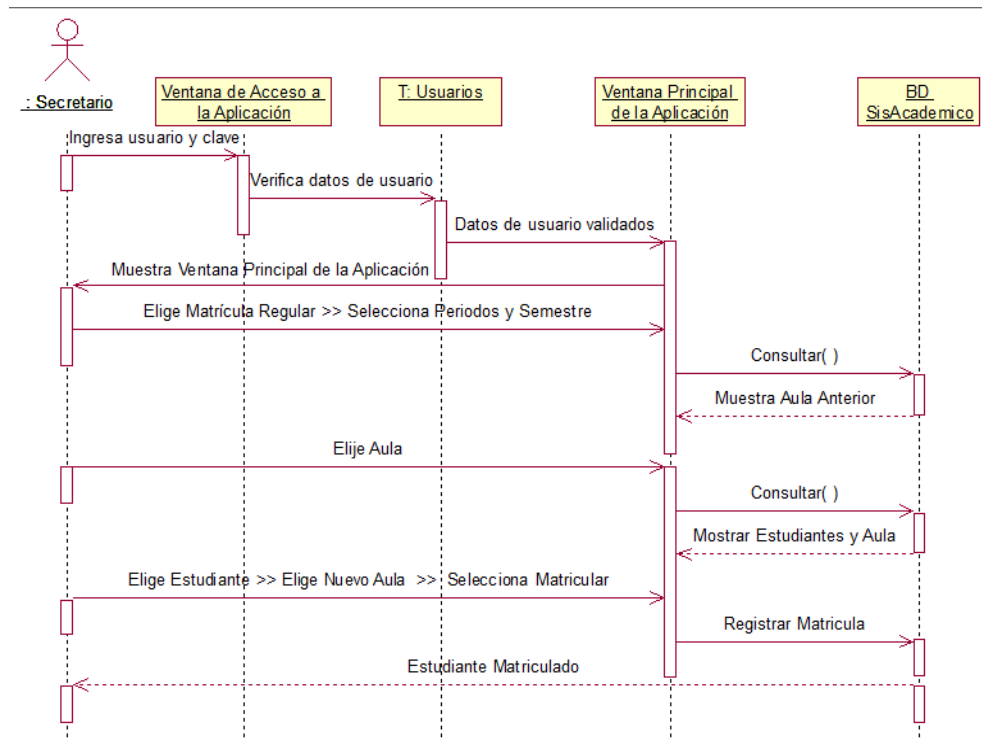 : Secretario
Ventana de Acceso a
la Aplicación
T: Usuarios
Ventana Principal
de la Aplicación
BD
SisAcademico
Ingresa usuario y clave
Verifica datos de usuario
Datos de usuario validados
Muestra Ventana Principal de la Aplicación
Elige Matrícula Regular >> Selecciona Periodos y Semestre
Consultar( )
Muestra Aula Anterior
Elije Aula
Consultar( )
Mostrar Estudiantes y Aula
Elige Estudiante >> Elige Nuevo Aula >> Selecciona Matricular
Registrar Matricula
Estudiante Matriculado